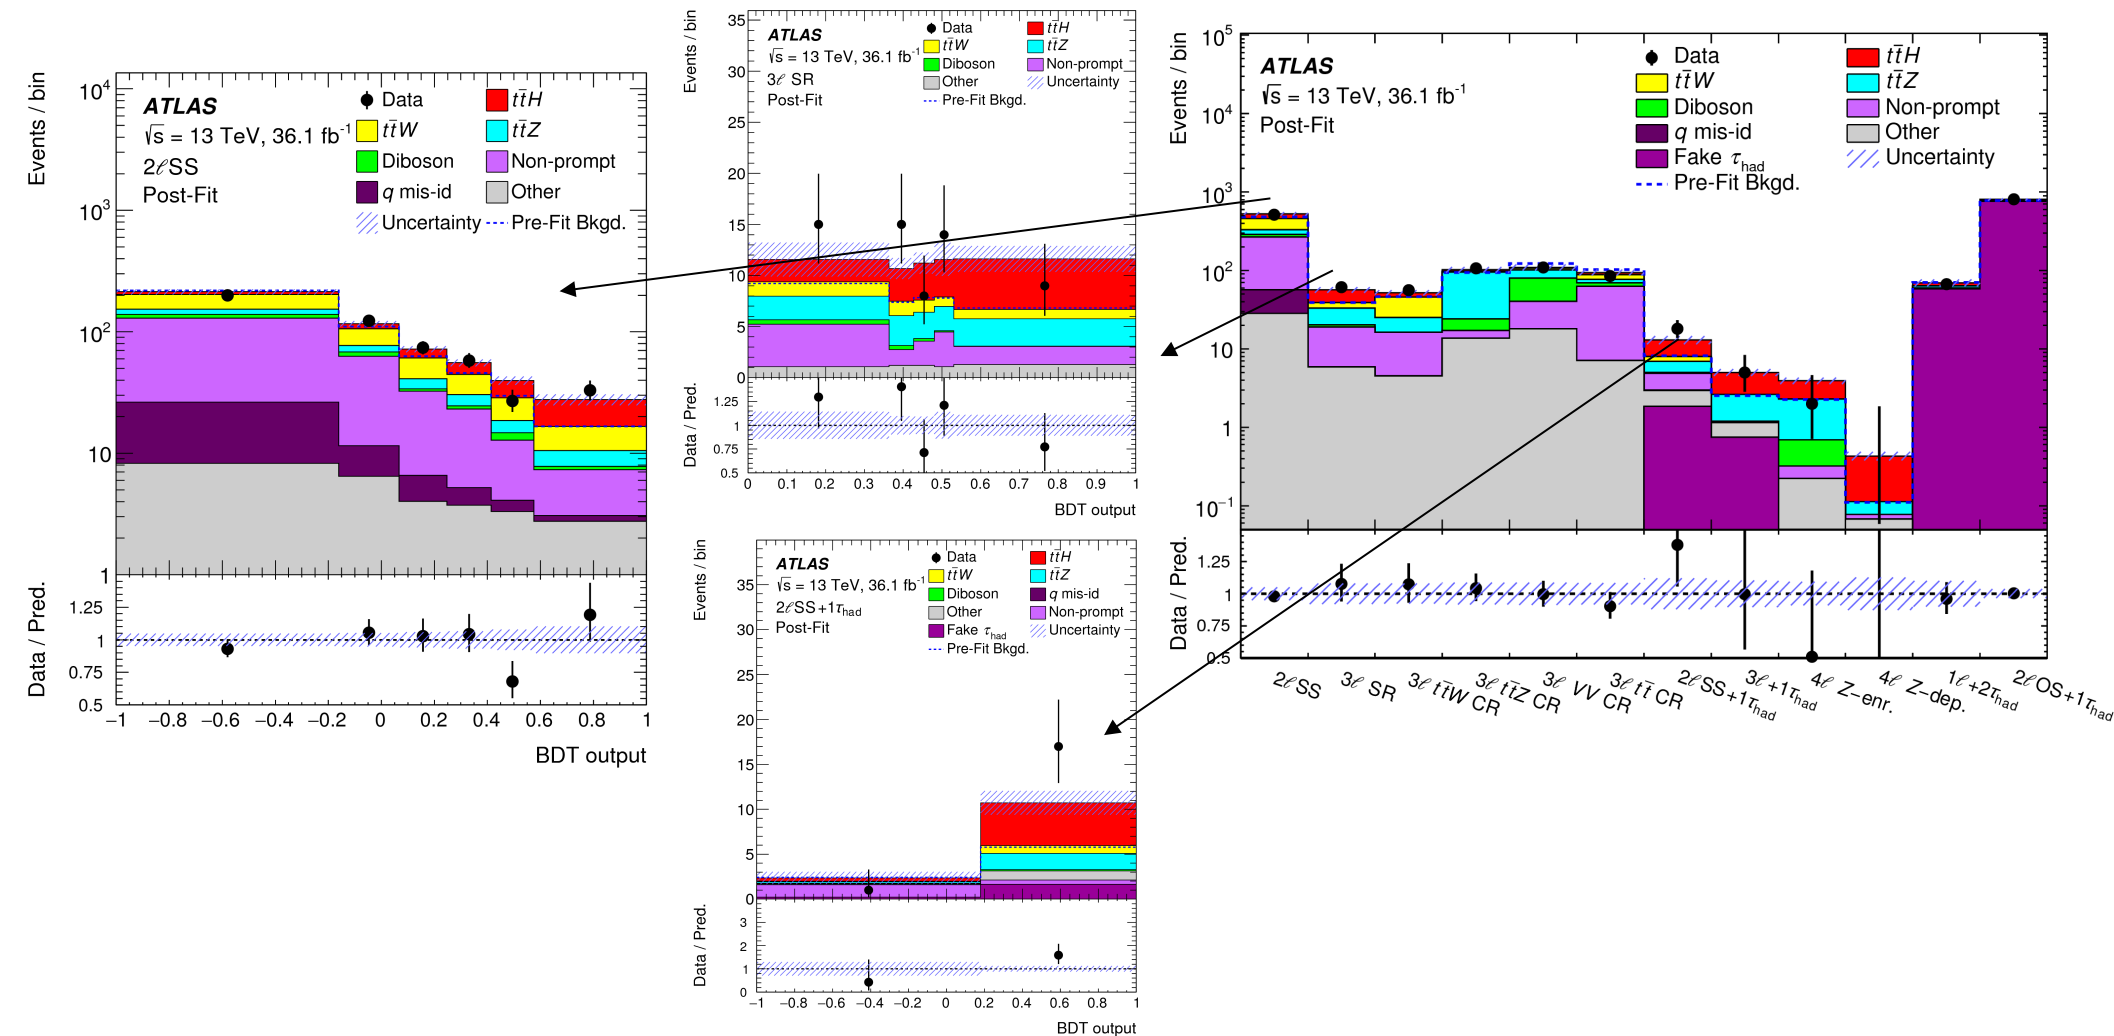 Events / bin
10⁴
10³
10²
10
1
ATLAS
√s = 13 TeV, 36.1 fb⁻¹
2ℓSS
Post-Fit
Data
tt̄H
tt̄W
tt̄Z
Diboson
Non-prompt
q mis-id
Other
Uncertainty
Pre-Fit Bkgd.
Data / Pred.
1.25
1
0.75
0.5
−1 −0.8 −0.6 −0.4 −0.2 0 0.2 0.4 0.6 0.8 1
BDT output
Events / bin
35
30
25
20
15
10
5
0
ATLAS
√s = 13 TeV, 36.1 fb⁻¹
3ℓ SR
Post-Fit
Data
tt̄H
tt̄W
tt̄Z
Diboson
Non-prompt
Other
Uncertainty
Pre-Fit Bkgd.
Data / Pred.
1.25
1
0.75
0.5
0 0.1 0.2 0.3 0.4 0.5 0.6 0.7 0.8 0.9 1
BDT output
Events / bin
35
30
25
20
15
10
5
0
ATLAS
√s = 13 TeV, 36.1 fb⁻¹
2ℓSS+1τhad
Post-Fit
Data
tt̄H
tt̄W
tt̄Z
Diboson
q mis-id
Other
Non-prompt
Fake τhad
Uncertainty
Pre-Fit Bkgd.
Data / Pred.
3
2
1
0
−1 −0.8 −0.6 −0.4 −0.2 0 0.2 0.4 0.6 0.8 1
BDT output
Events / bin
10⁵
10⁴
10³
10²
10
1
10⁻¹
ATLAS
√s = 13 TeV, 36.1 fb⁻¹
Post-Fit
Data
tt̄H
tt̄W
tt̄Z
Diboson
Non-prompt
q mis-id
Other
Fake τhad
Uncertainty
Pre-Fit Bkgd.
Data / Pred.
1.25
1
0.75
0.5
2ℓSS
3ℓ SR
3ℓ tt̄W CR
3ℓ tt̄Z CR
3ℓ VV CR
3ℓ tt̄ CR
2ℓSS+1τhad
3ℓ+1τhad
4ℓ Z−enr.
4ℓ Z−dep.
1ℓ+2τhad
2ℓOS+1τhad